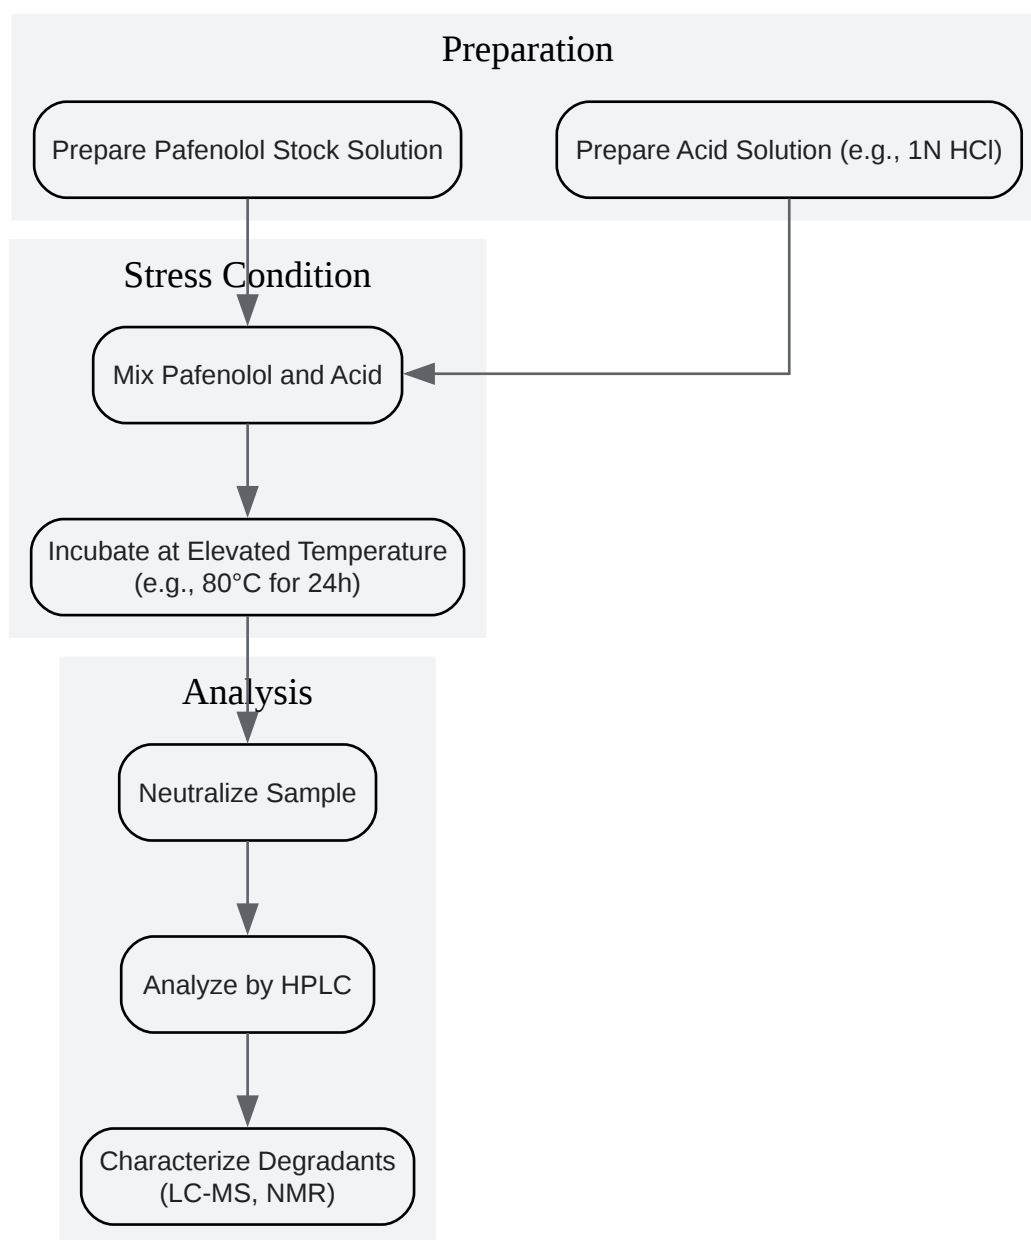 Preparation
Prepare Pafenolol Stock Solution
Prepare Acid Solution (e.g., 1N HCl)
Stress Condition
Mix Pafenolol and Acid
Incubate at Elevated Temperature
(e.g., 80°C for 24h)
Analysis
Neutralize Sample
Analyze by HPLC
Characterize Degradants
(LC-MS, NMR)